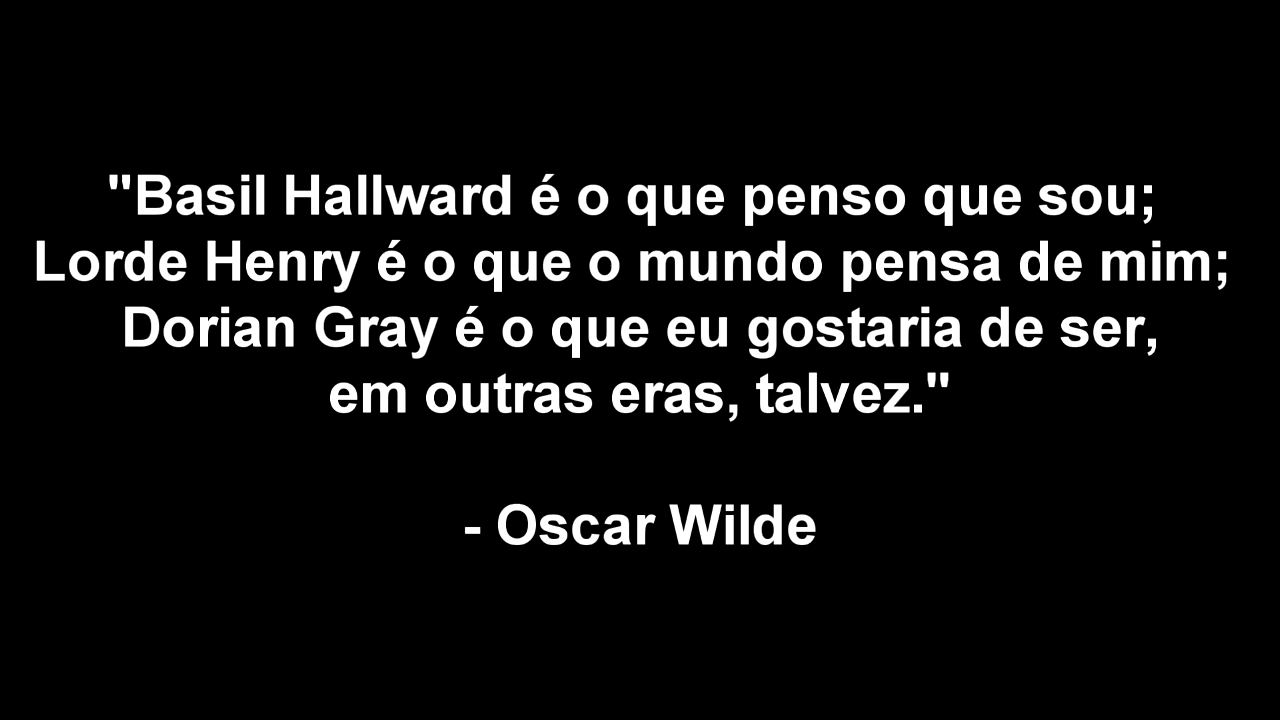 "Basil Hallward é o que penso que sou;
Lorde Henry é o que o mundo pensa de mim;
Dorian Gray é o que eu gostaria de ser,
em outras eras, talvez."
- Oscar Wilde